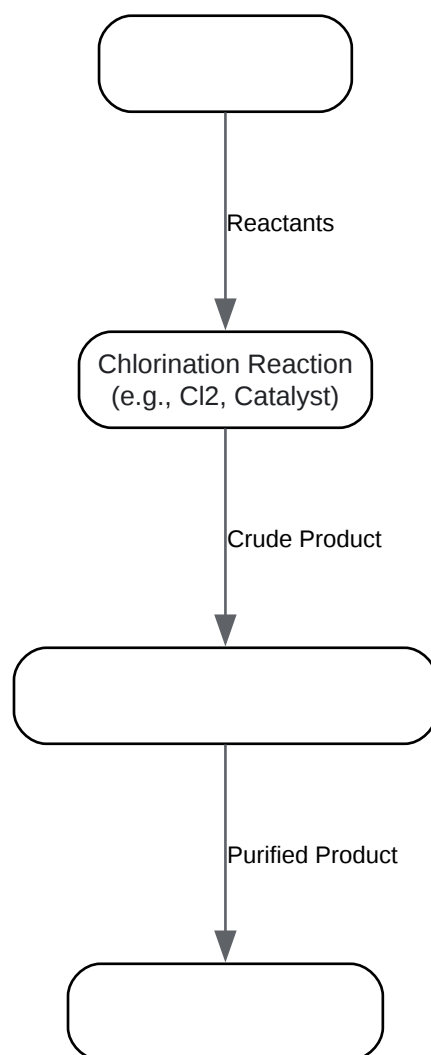 Reactants
Chlorination Reaction
(e.g., Cl2, Catalyst)
Crude Product
Purified Product